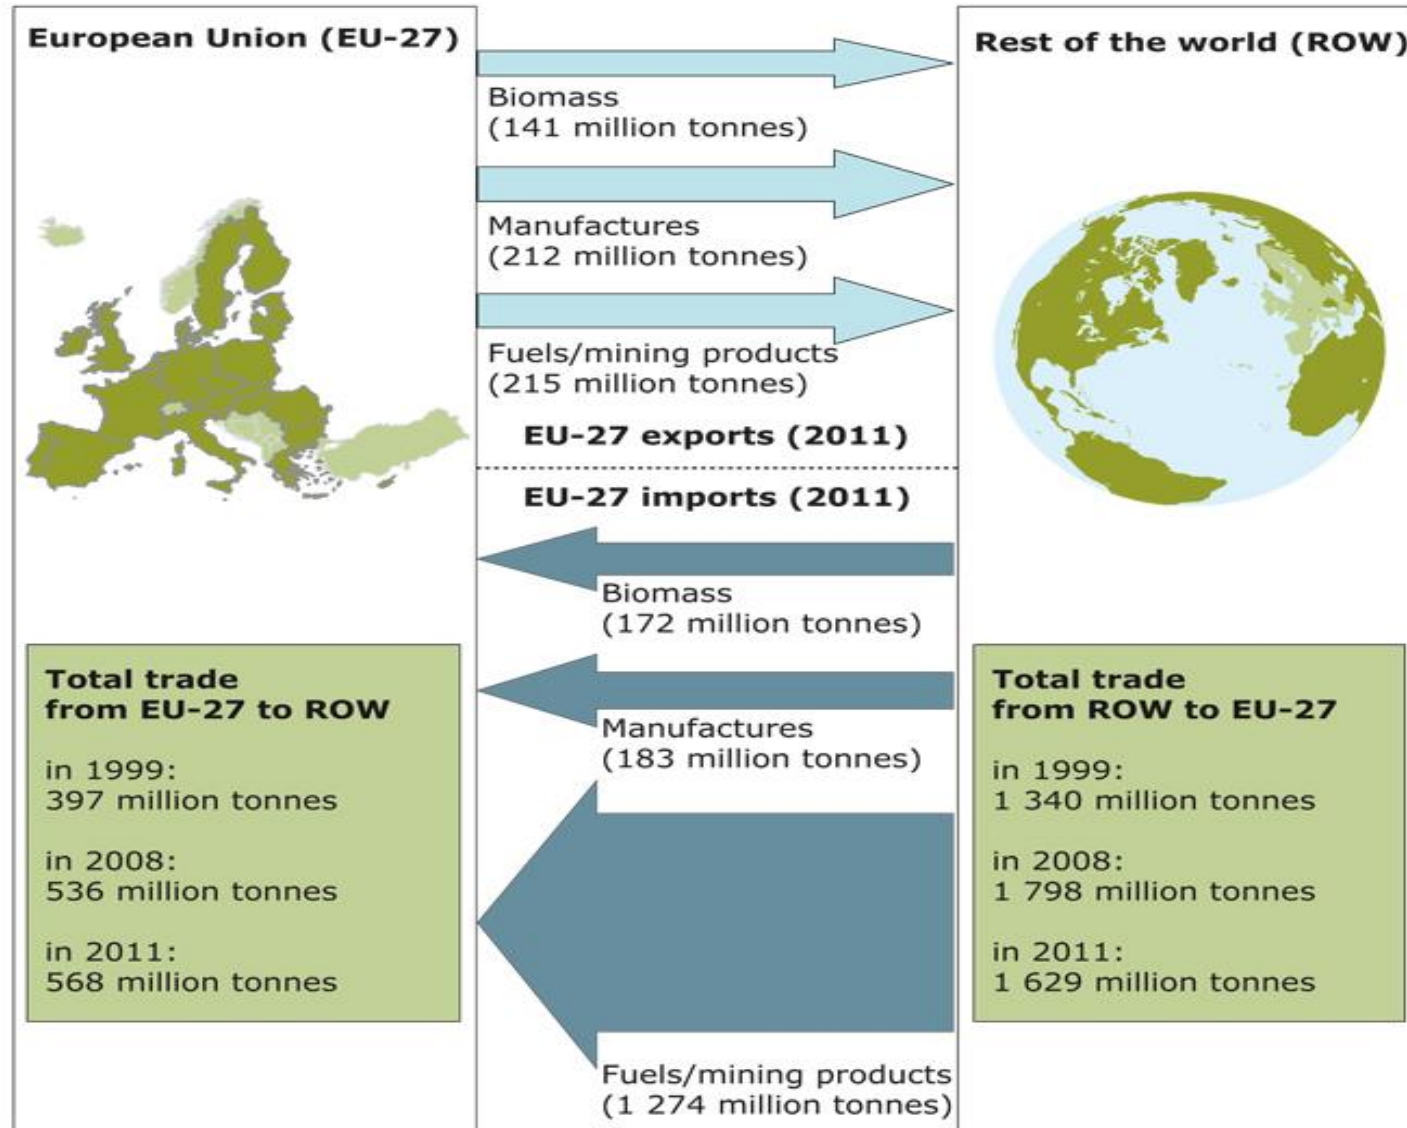 European Union (EU-27)
Rest of the world (ROW)
Biomass
(141 million tonnes)
Manufactures
(212 million tonnes)
Fuels/mining products
(215 million tonnes)
EU-27 exports (2011)
EU-27 imports (2011)
Biomass
(172 million tonnes)
Manufactures
(183 million tonnes)
Fuels/mining products
(1 274 million tonnes)
Total trade
from EU-27 to ROW
in 1999:
397 million tonnes
in 2008:
536 million tonnes
in 2011:
568 million tonnes
Total trade
from ROW to EU-27
in 1999:
1 340 million tonnes
in 2008:
1 798 million tonnes
in 2011:
1 629 million tonnes